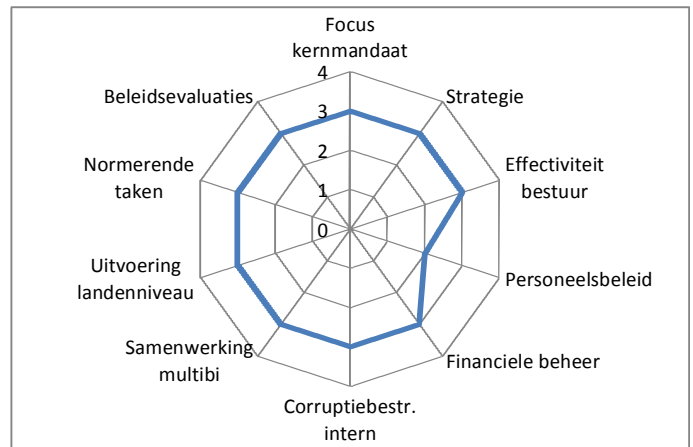 Focus
kernmandaat
Strategie
Effectiviteit
bestuur
Personeelsbeleid
Financiele beheer
Corruptiebestr.
intern
Samenwerking
multibi
Uitvoering
landenniveau
Normerende
taken
Beleidsevaluaties
4
3
2
1
0